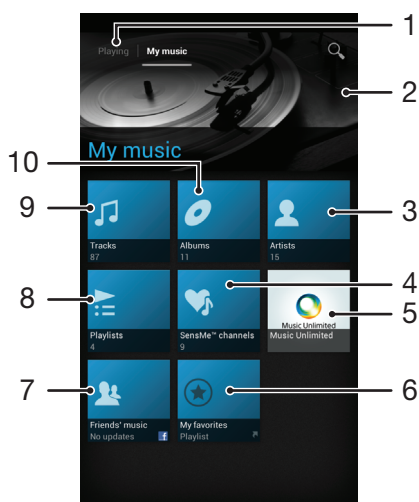 1
Playing | My music
2
10
My music
9
3
Tracks
87
Albums
11
Artists
15
8
4
5
Playlists
4
SensMe™ channels
9
Music Unlimited
Music Unlimited
7
6
Friends' music
No updates f
My favorites
Playlist